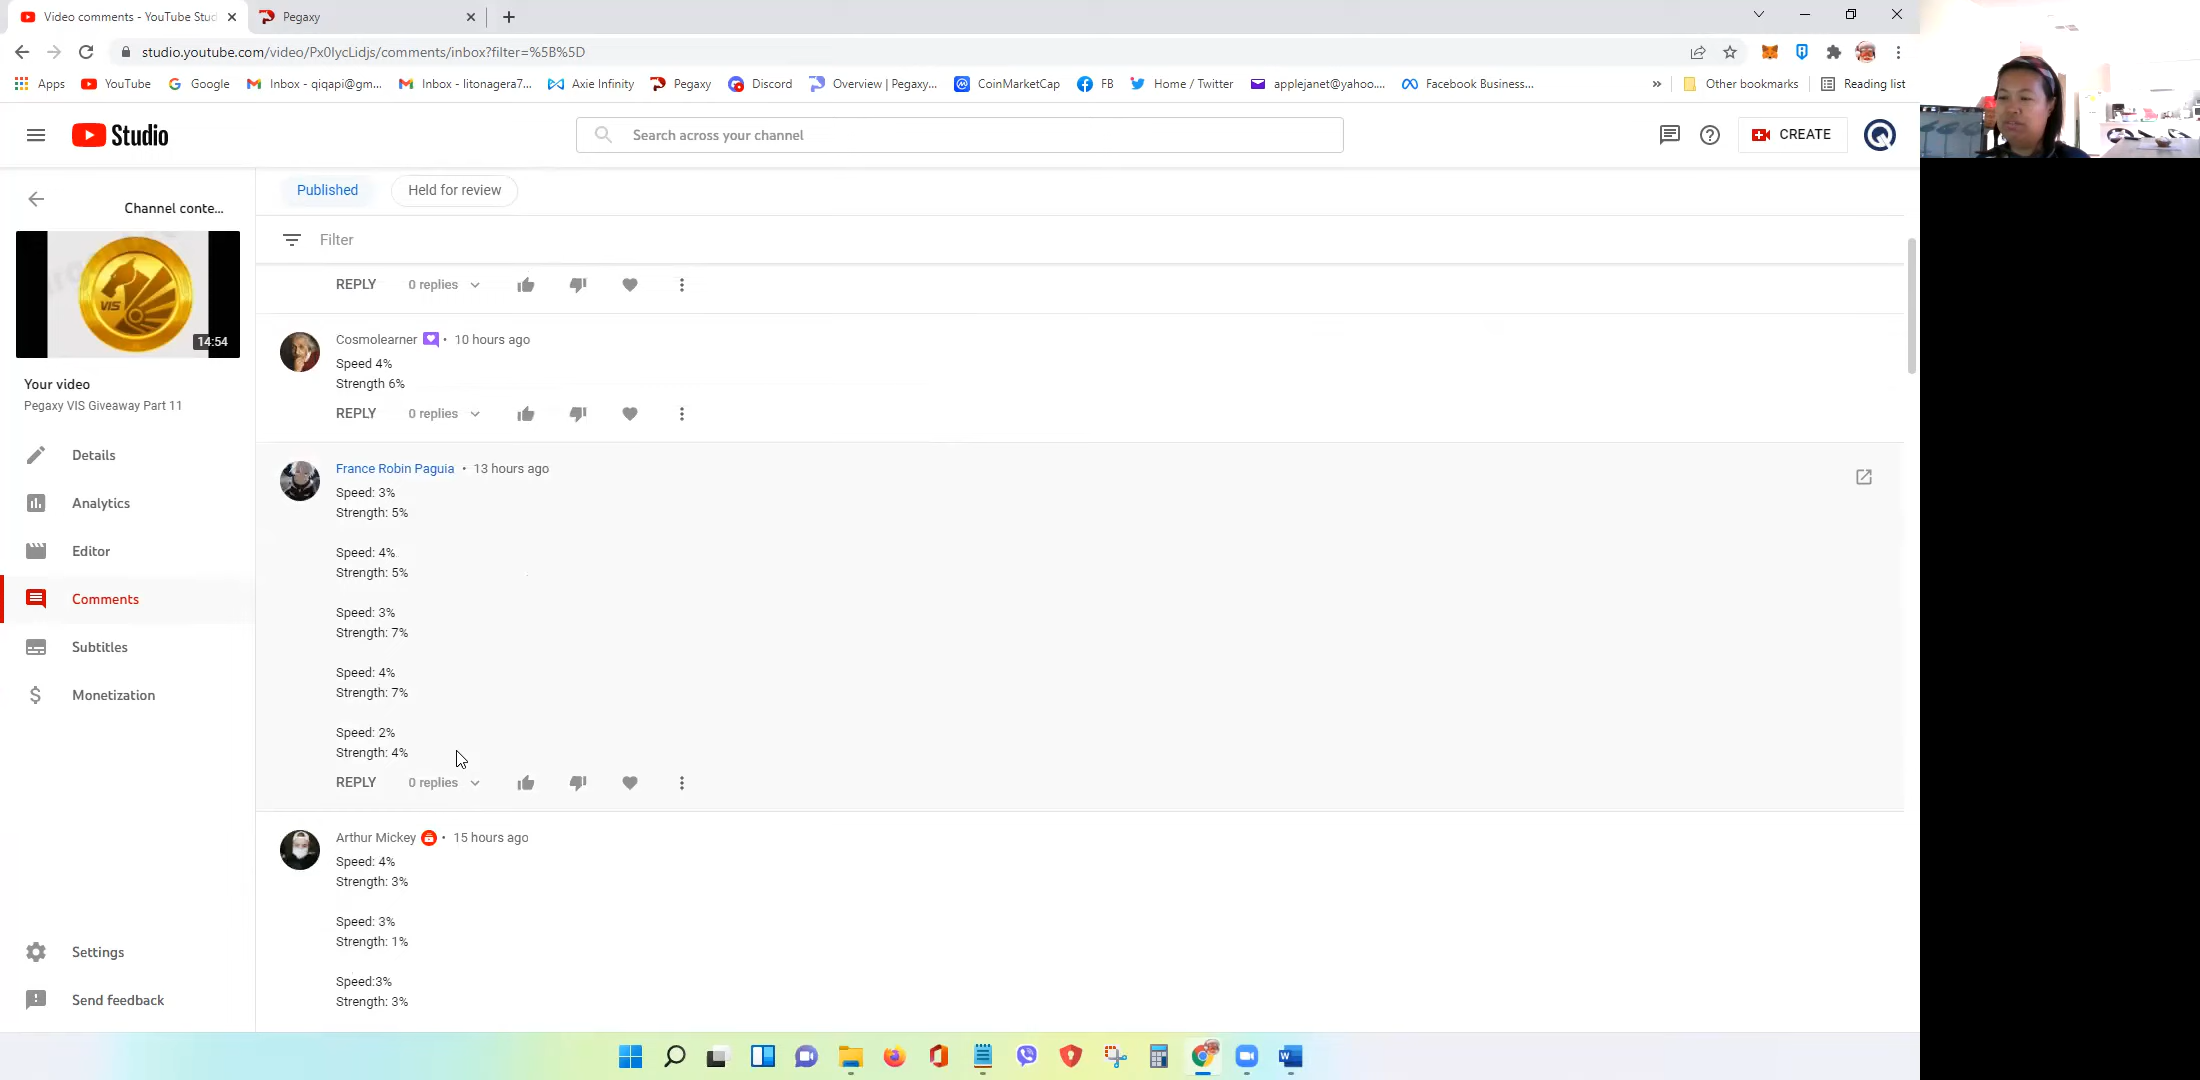 Video comments - YouTube Stud
Pegaxy
studio.youtube.com/video/Px0IycLidjs/comments/inbox?filter=%5B%5D
Apps
YouTube
Google
Inbox - qiqapi@gm...
Inbox - litonagera7...
Axie Infinity
Pegaxy
Discord
Overview | Pegaxy...
CoinMarketCap
FB
Home / Twitter
applejanet@yahoo....
Facebook Business...
»
Other bookmarks
Reading list
Studio
Search across your channel
CREATE
Channel conte...
VIS
14:54
Your video
Pegaxy VIS Giveaway Part 11
Details
Analytics
Editor
Comments
Subtitles
Monetization
Settings
Send feedback
Published
Held for review
Filter
REPLY 0 replies
Cosmolearner • 10 hours ago
Speed 4%
Strength 6%
REPLY 0 replies
France Robin Paguia • 13 hours ago
Speed: 3%
Strength: 5%
Speed: 4%
Strength: 5%
Speed: 3%
Strength: 7%
Speed: 4%
Strength: 7%
Speed: 2%
Strength: 4%
REPLY 0 replies
Arthur Mickey • 15 hours ago
Speed: 4%
Strength: 3%
Speed: 3%
Strength: 1%
Speed:3%
Strength: 3%